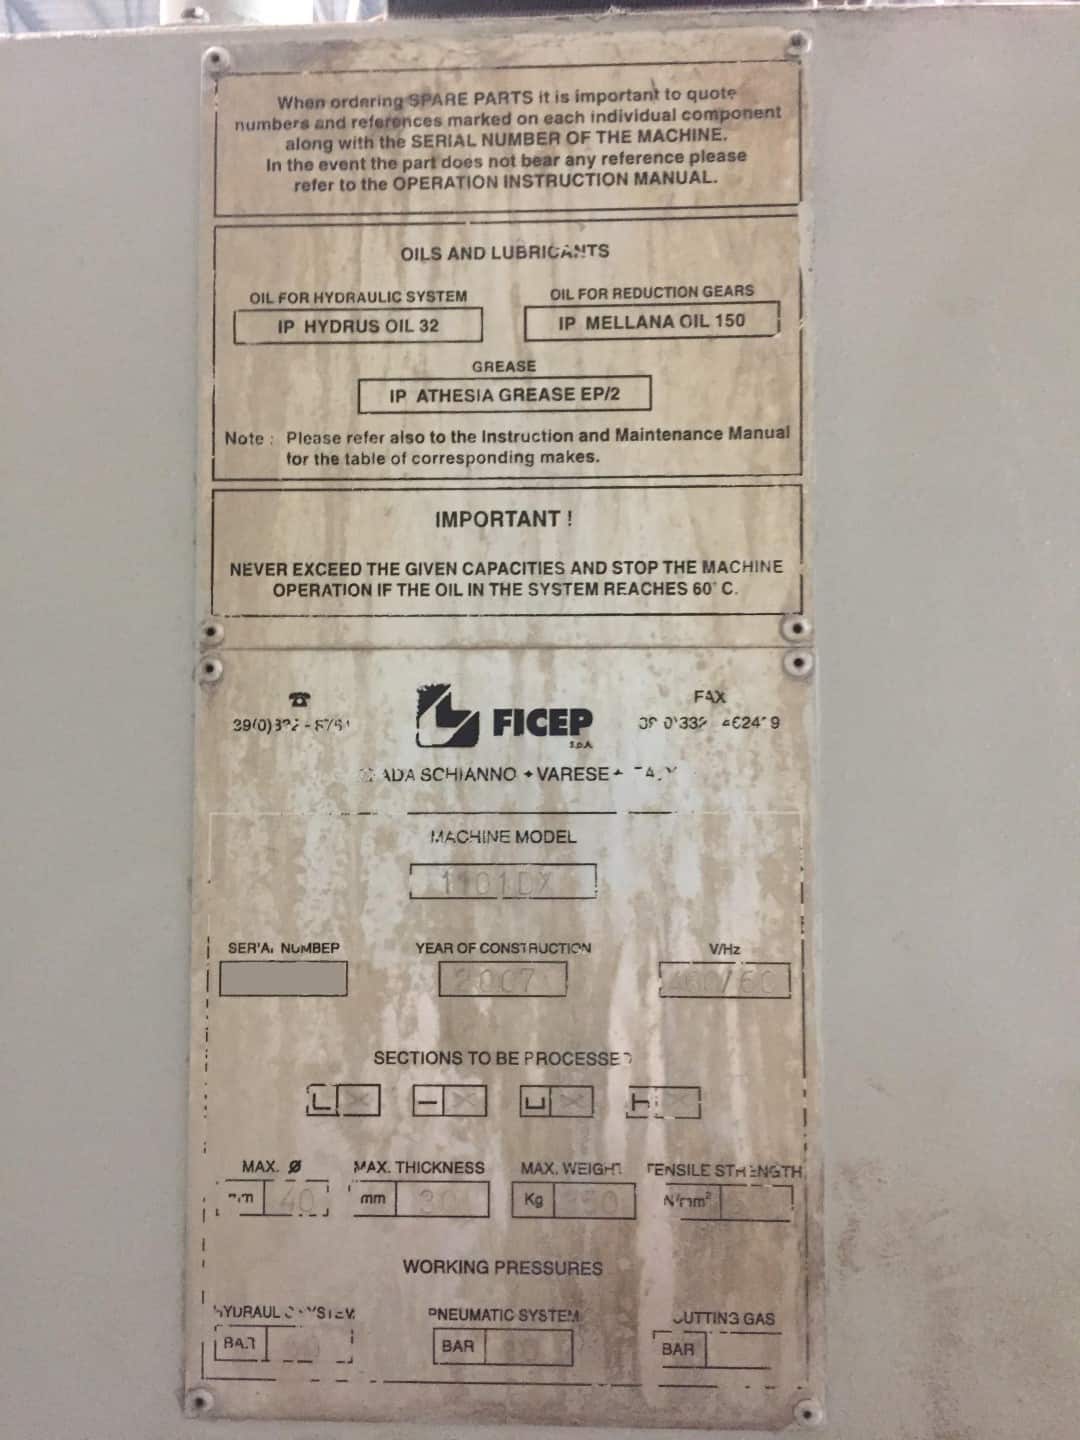 When ordering SPARE PARTS it is important to quote
numbers and references marked on each individual component
along with the SERIAL NUMBER OF THE MACHINE.
In the event the part does not bear any reference please
refer to the OPERATION INSTRUCTION MANUAL.
OILS AND LUBRICANTS
OIL FOR HYDRAULIC SYSTEM OIL FOR REDUCTION GEARS
IP HYDRUS OIL 32 IP MELLANA OIL 150
GREASE
IP ATHESIA GREASE EP/2
Note : Please refer also to the Instruction and Maintenance Manual
for the table of corresponding makes.
IMPORTANT !
NEVER EXCEED THE GIVEN CAPACITIES AND STOP THE MACHINE
OPERATION IF THE OIL IN THE SYSTEM REACHES 60° C.
FAX
FICEP
S.p.A.
SCHIANNO + VARESE +
MACHINE MODEL
1101DX
SERIAL NUMBER YEAR OF CONSTRUCTION V/Hz
2007
SECTIONS TO BE PROCESSED
MAX. Ø MAX. THICKNESS MAX. WEIGHT TENSILE STRENGTH
mm 40 mm Kg N/mm²
WORKING PRESSURES
HYDRAULIC SYSTEM PNEUMATIC SYSTEM CUTTING GAS
BAR BAR BAR